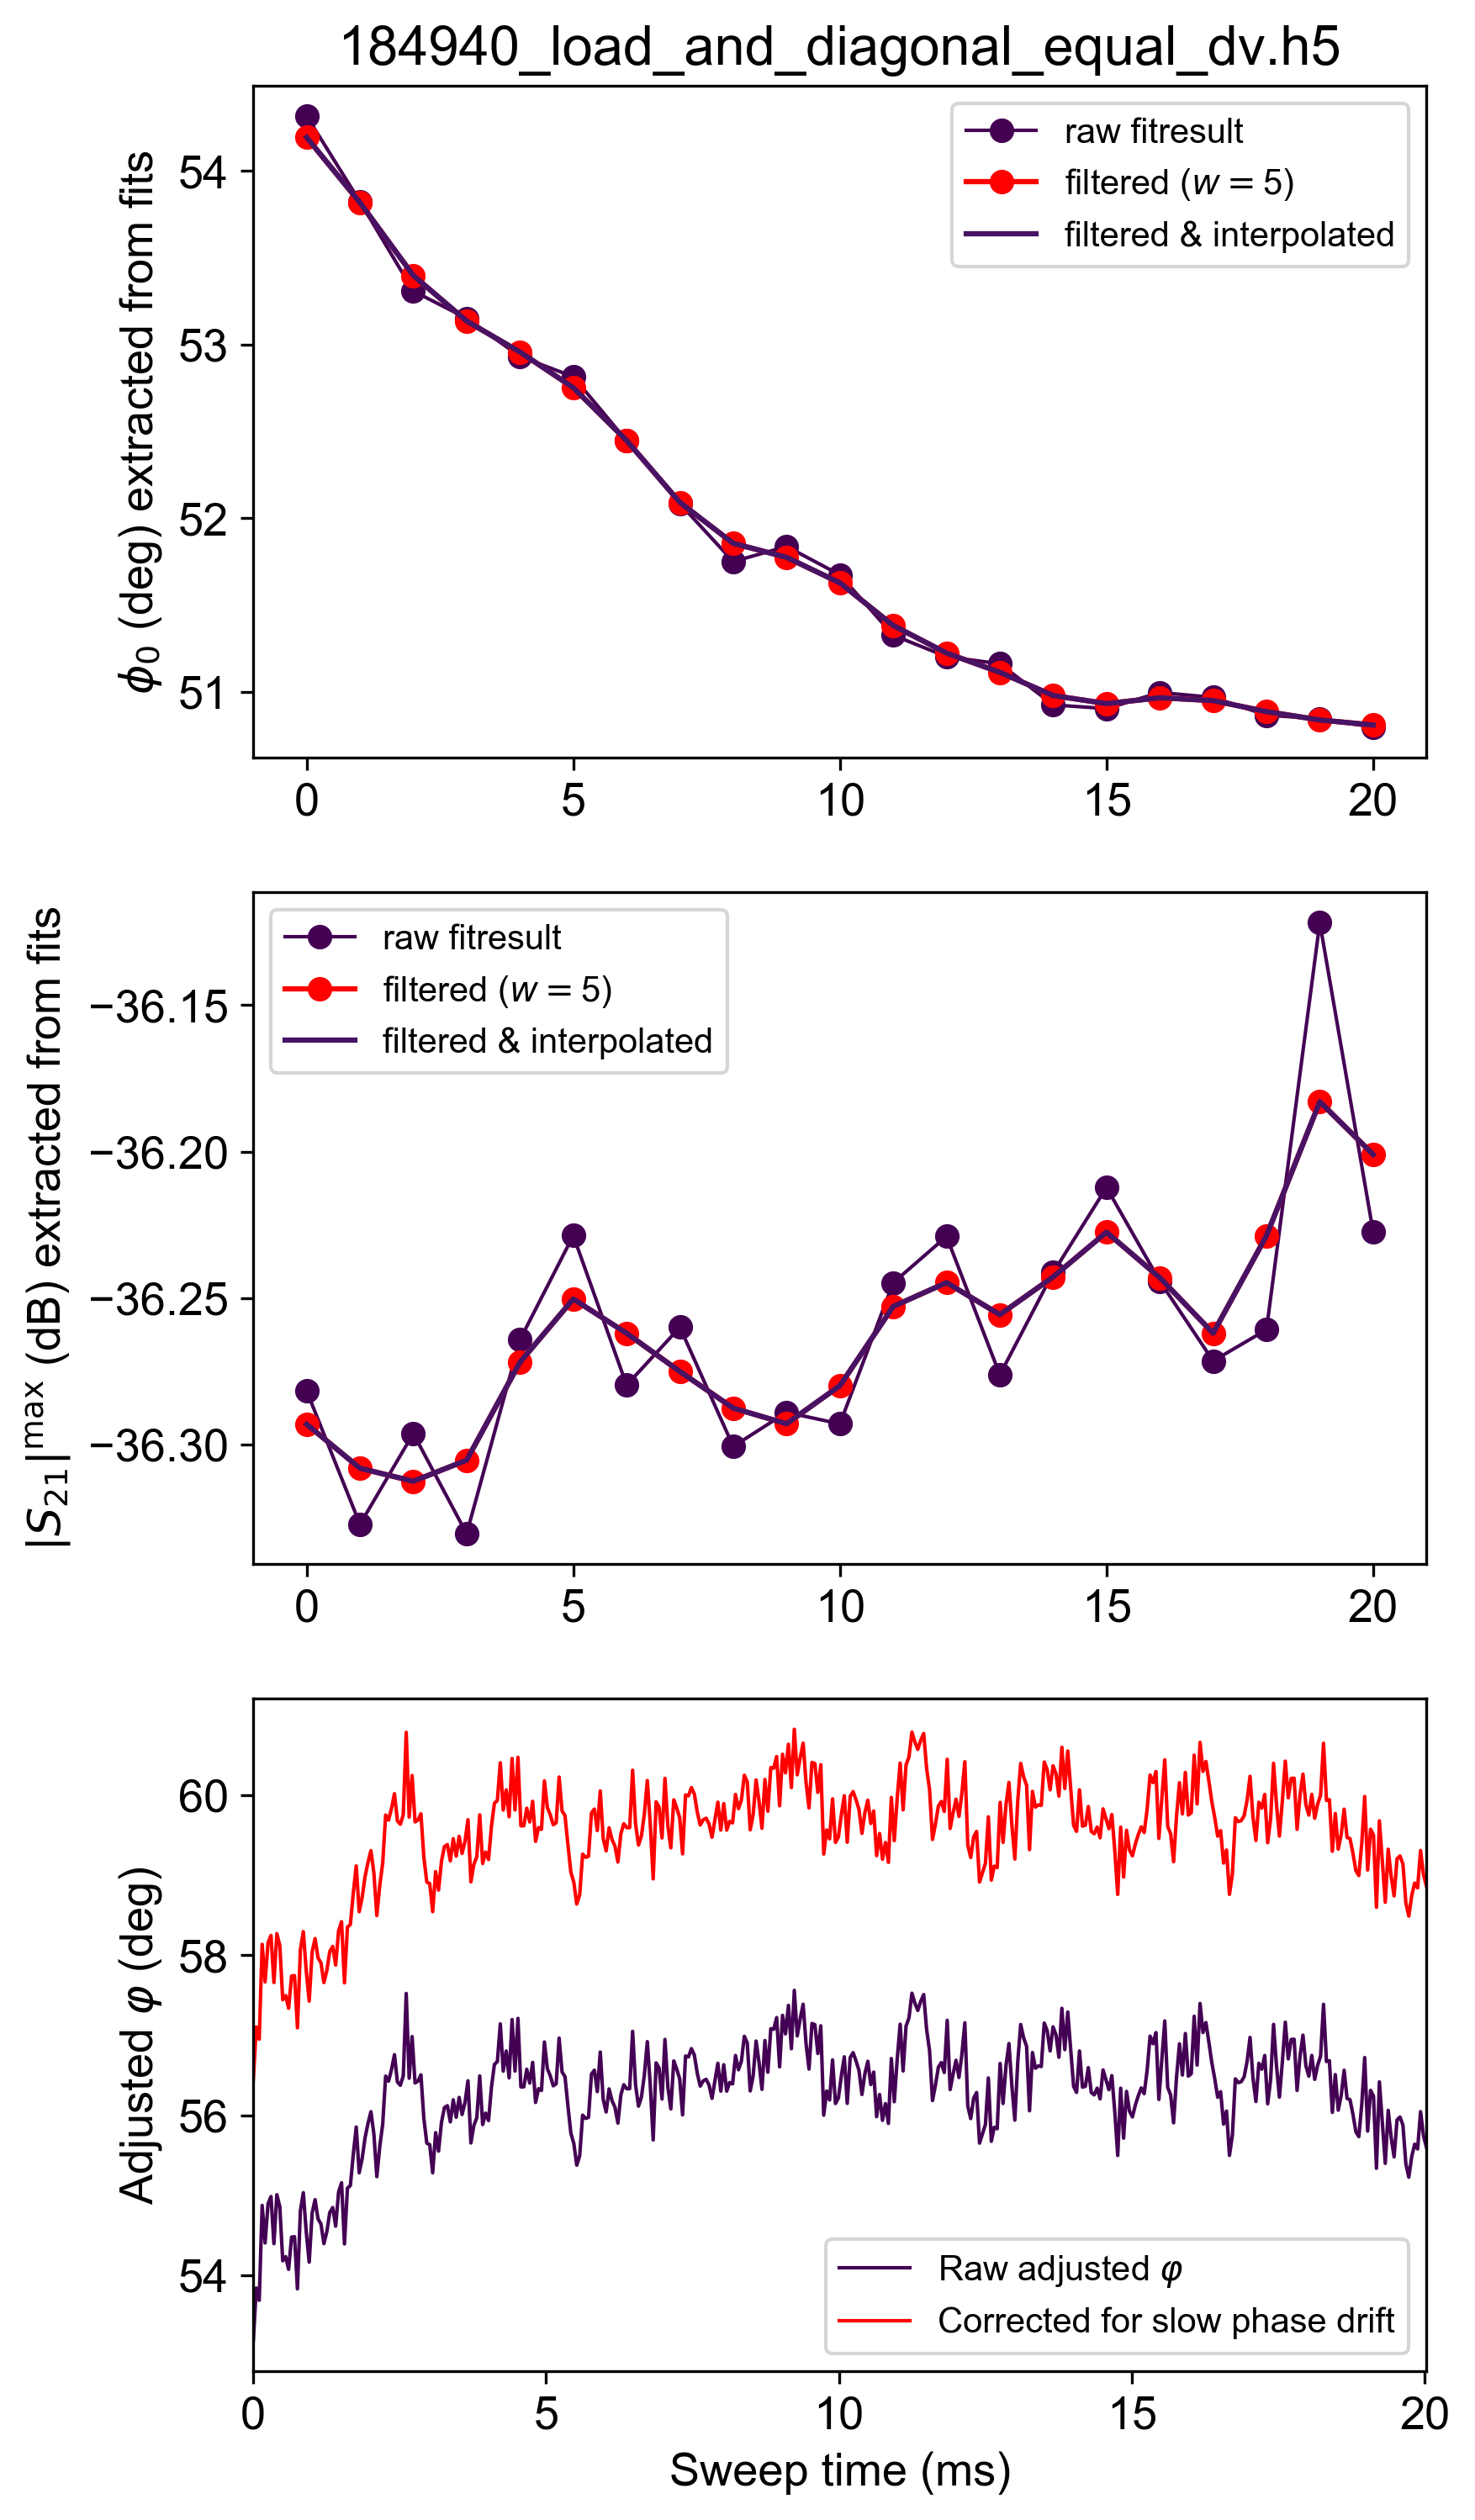 184940_load_and_diagonal_equal_dv.h5
ϕ₀ (deg) extracted from fits
54
53
52
51
raw fitresult
filtered (w = 5)
filtered & interpolated
0 5 10 15 20
|S₂₁|ᵐᵃˣ (dB) extracted from fits
−36.15
−36.20
−36.25
−36.30
raw fitresult
filtered (w = 5)
filtered & interpolated
0 5 10 15 20
Adjusted φ (deg)
60
58
56
54
Raw adjusted φ
Corrected for slow phase drift
0 5 10 15 20
Sweep time (ms)